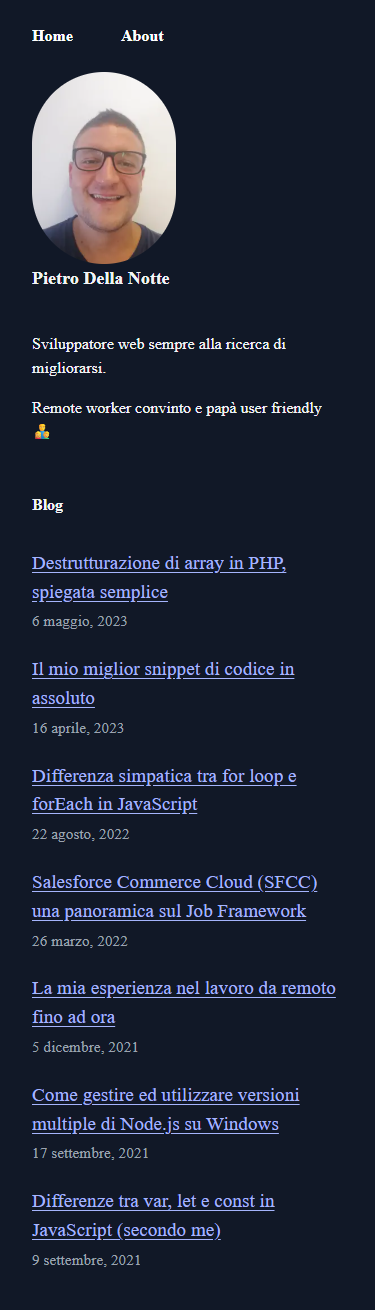 Home About
Pietro Della Notte
Sviluppatore web sempre alla ricerca di
migliorarsi.
Remote worker convinto e papà user friendly
👨‍🍼
Blog
Destrutturazione di array in PHP,
spiegata semplice
6 maggio, 2023
Il mio miglior snippet di codice in
assoluto
16 aprile, 2023
Differenza simpatica tra for loop e
forEach in JavaScript
22 agosto, 2022
Salesforce Commerce Cloud (SFCC)
una panoramica sul Job Framework
26 marzo, 2022
La mia esperienza nel lavoro da remoto
fino ad ora
5 dicembre, 2021
Come gestire ed utilizzare versioni
multiple di Node.js su Windows
17 settembre, 2021
Differenze tra var, let e const in
JavaScript (secondo me)
9 settembre, 2021